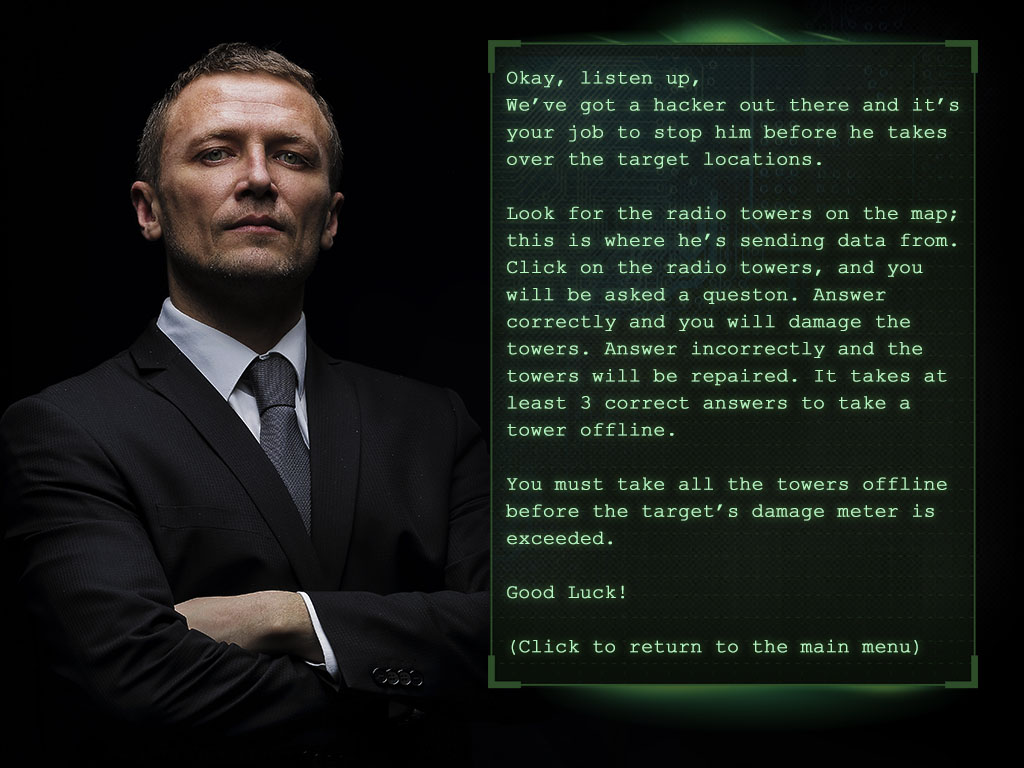 Okay, listen up,
We’ve got a hacker out there and it’s
your job to stop him before he takes
over the target locations.
Look for the radio towers on the map;
this is where he’s sending data from.
Click on the radio towers, and you
will be asked a queston. Answer
correctly and you will damage the
towers. Answer incorrectly and the
towers will be repaired. It takes at
least 3 correct answers to take a
tower offline.
You must take all the towers offline
before the target’s damage meter is
exceeded.
Good Luck!
(Click to return to the main menu)